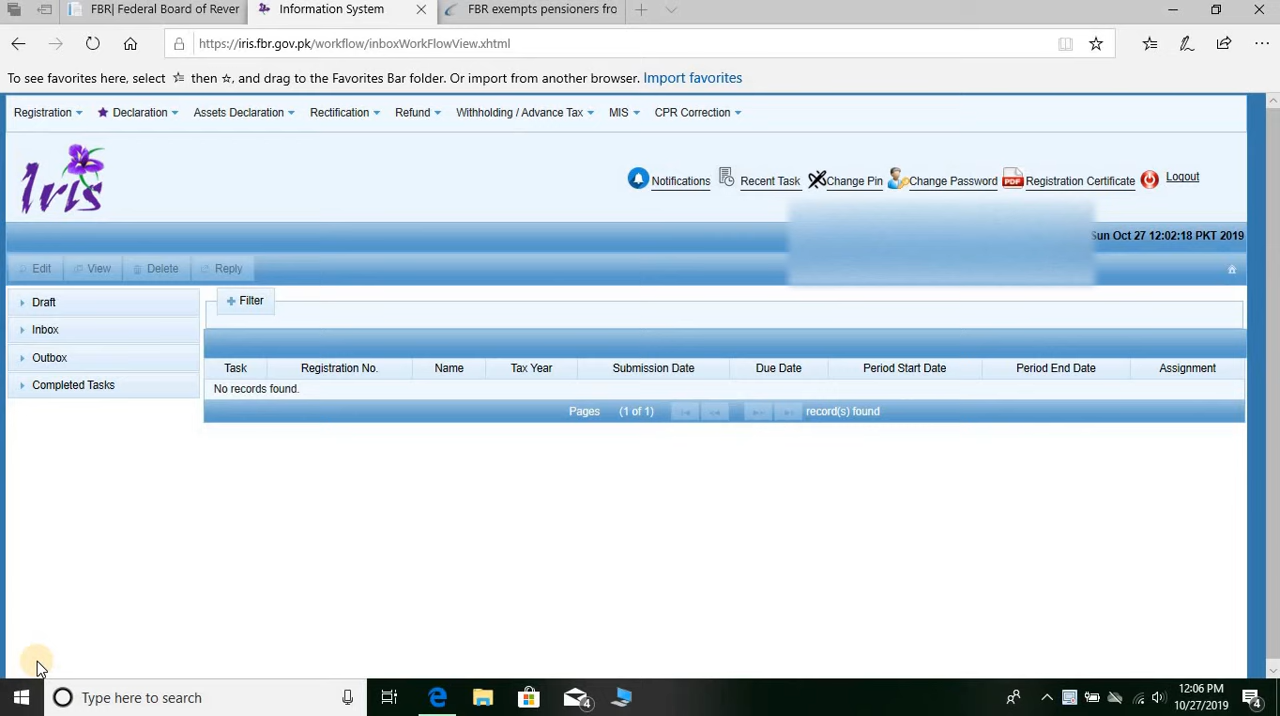 FBR| Federal Board of Rever
Information System
FBR exempts pensioners fro
https://iris.fbr.gov.pk/workflow/inboxWorkFlowView.xhtml
To see favorites here, select ☆ then ☆, and drag to the Favorites Bar folder. Or import from another browser. Import favorites
Registration Declaration Assets Declaration Rectification Refund Withholding / Advance Tax MIS CPR Correction
Iris
Notifications Recent Task Change Pin Change Password Registration Certificate Logout
Sun Oct 27 12:02:18 PKT 2019
Edit View Delete Reply
Draft
Filter
Inbox
Outbox
Completed Tasks
Task Registration No. Name Tax Year Submission Date Due Date Period Start Date Period End Date Assignment
No records found.
Pages (1 of 1) record(s) found
Type here to search
4
12:06 PM
10/27/2019
4